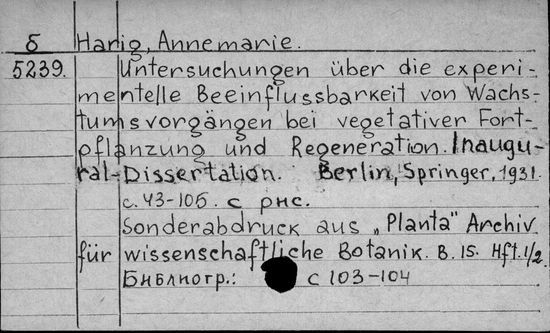 б Harig, Annemarie.
5239. Untersuchungen über die experi-
mentelle Beeinflussbarkeit von Wachs-
tumsvorgängen bei vegetativer Fort-
pflanzung und Regeneration. Inaugu-
ral-Dissertation. Berlin, Springer, 1931.
с. 43-106. с рис.
Sonderabdruck aus „Planta" Archiv
für wissenschaftliche Botanik. B. 15. Hft. 1/2.
Библиогр.: с 103-104